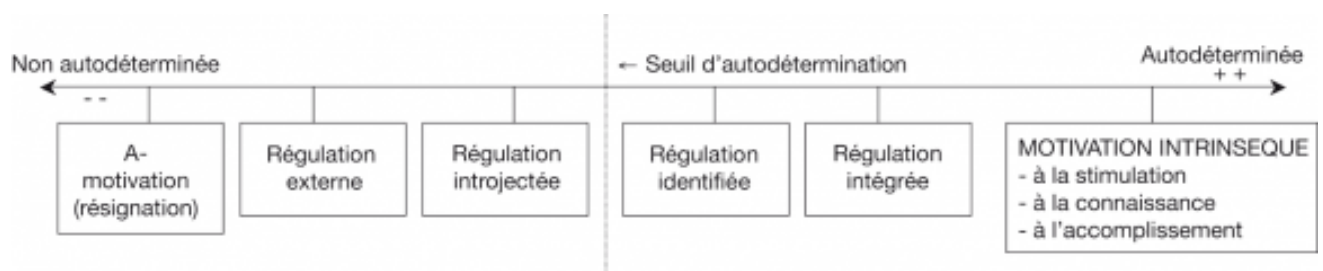 Non autodéterminée
← Seuil d'autodétermination
Autodéterminée
- -
+ +
A-
motivation
(résignation)
Régulation
externe
Régulation
introjectée
Régulation
identifiée
Régulation
intégrée
MOTIVATION INTRINSEQUE
- à la stimulation
- à la connaissance
- à l'accomplissement